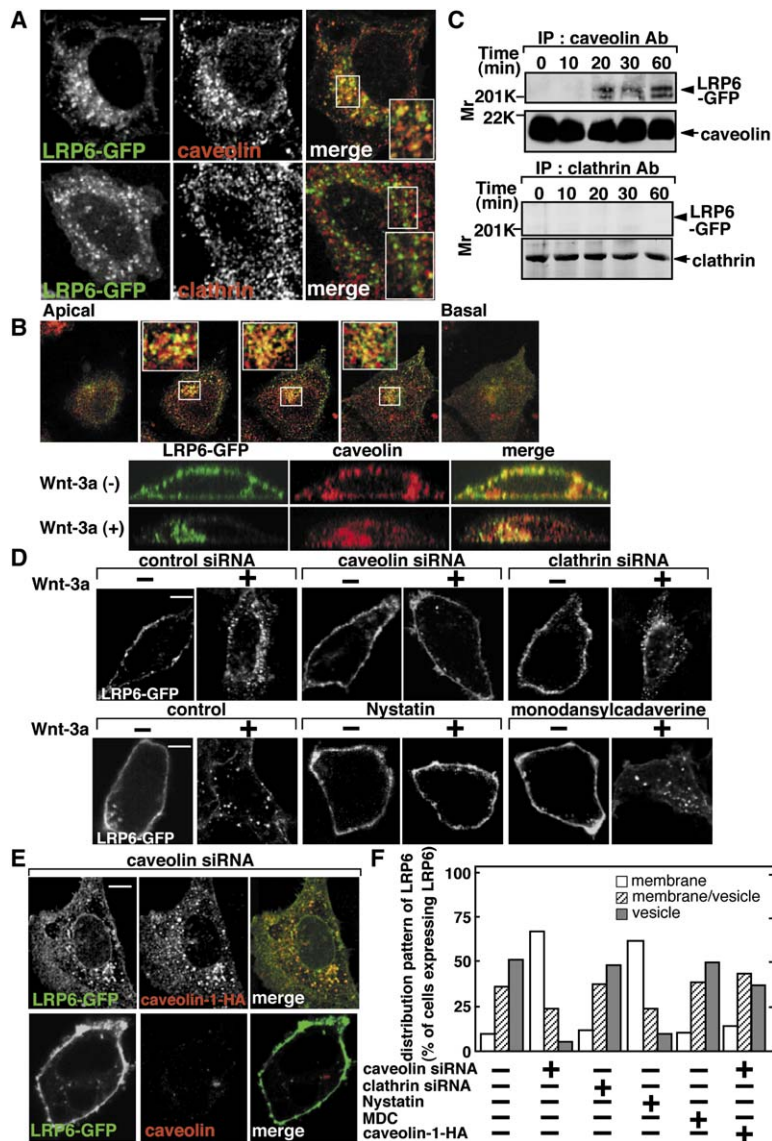 A
LRP6-GFP caveolin merge
LRP6-GFP clathrin merge
B
Apical Basal
LRP6-GFP caveolin merge
Wnt-3a (-)
Wnt-3a (+)
C
IP : caveolin Ab
Time (min) 0 10 20 30 60
Mr 201K LRP6 -GFP
22K caveolin
IP : clathrin Ab
Time (min) 0 10 20 30 60
Mr 201K LRP6 -GFP
clathrin
D
control siRNA caveolin siRNA clathrin siRNA
Wnt-3a − + − + − +
LRP6-GFP
control Nystatin monodansylcadaverine
Wnt-3a − + − + − +
LRP6-GFP
E
caveolin siRNA
LRP6-GFP caveolin-1-HA merge
LRP6-GFP caveolin merge
F
distribution pattern of LRP6
(% of cells expressing LRP6)
100
75
50
25
0
membrane
membrane/vesicle
vesicle
caveolin siRNA − + − − − +
clathrin siRNA − − + − − −
Nystatin − − − + − −
MDC − − − − + −
caveolin-1-HA − − − − − +